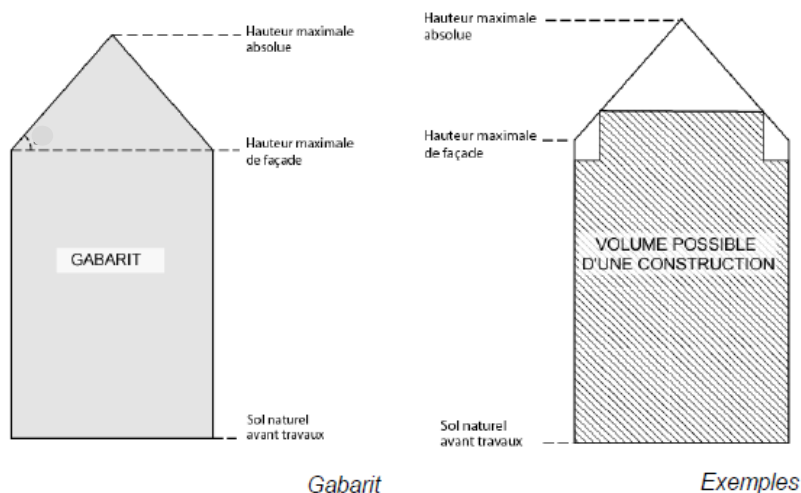 Hauteur maximale
absolue
Hauteur maximale
de façade
GABARIT
Sol naturel
avant travaux
Gabarit
Hauteur maximale
absolue
Hauteur maximale
de façade
VOLUME POSSIBLE
D'UNE CONSTRUCTION
Sol naturel
avant travaux
Exemples